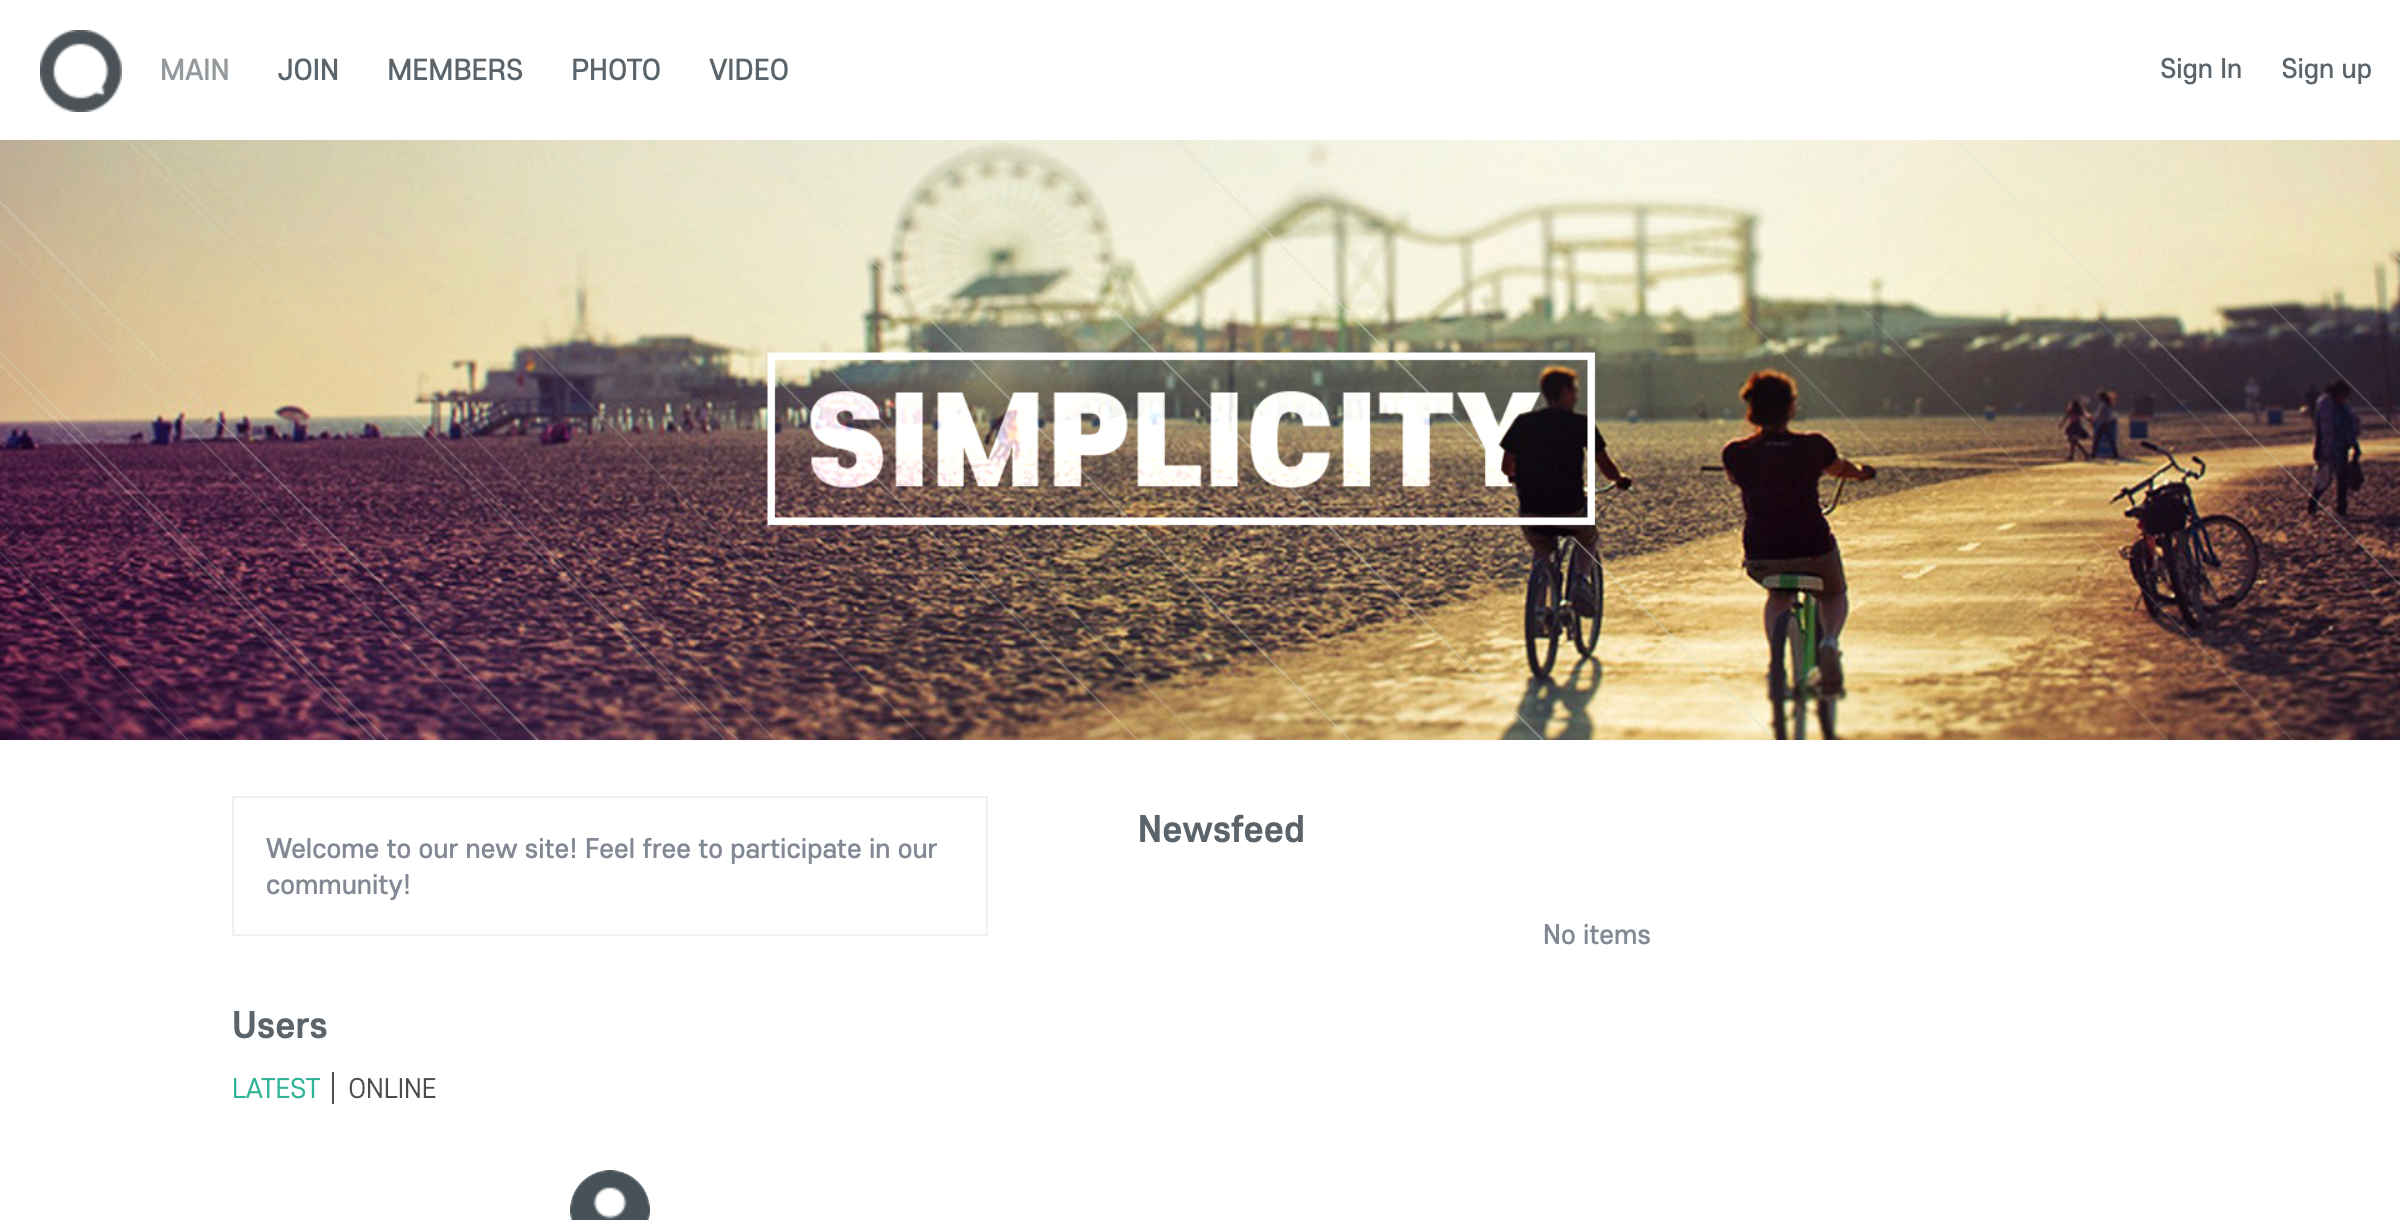 MAIN JOIN MEMBERS PHOTO VIDEO Sign In Sign up
SIMPLICITY
Welcome to our new site! Feel free to participate in our
community!
Newsfeed
No items
Users
LATEST | ONLINE